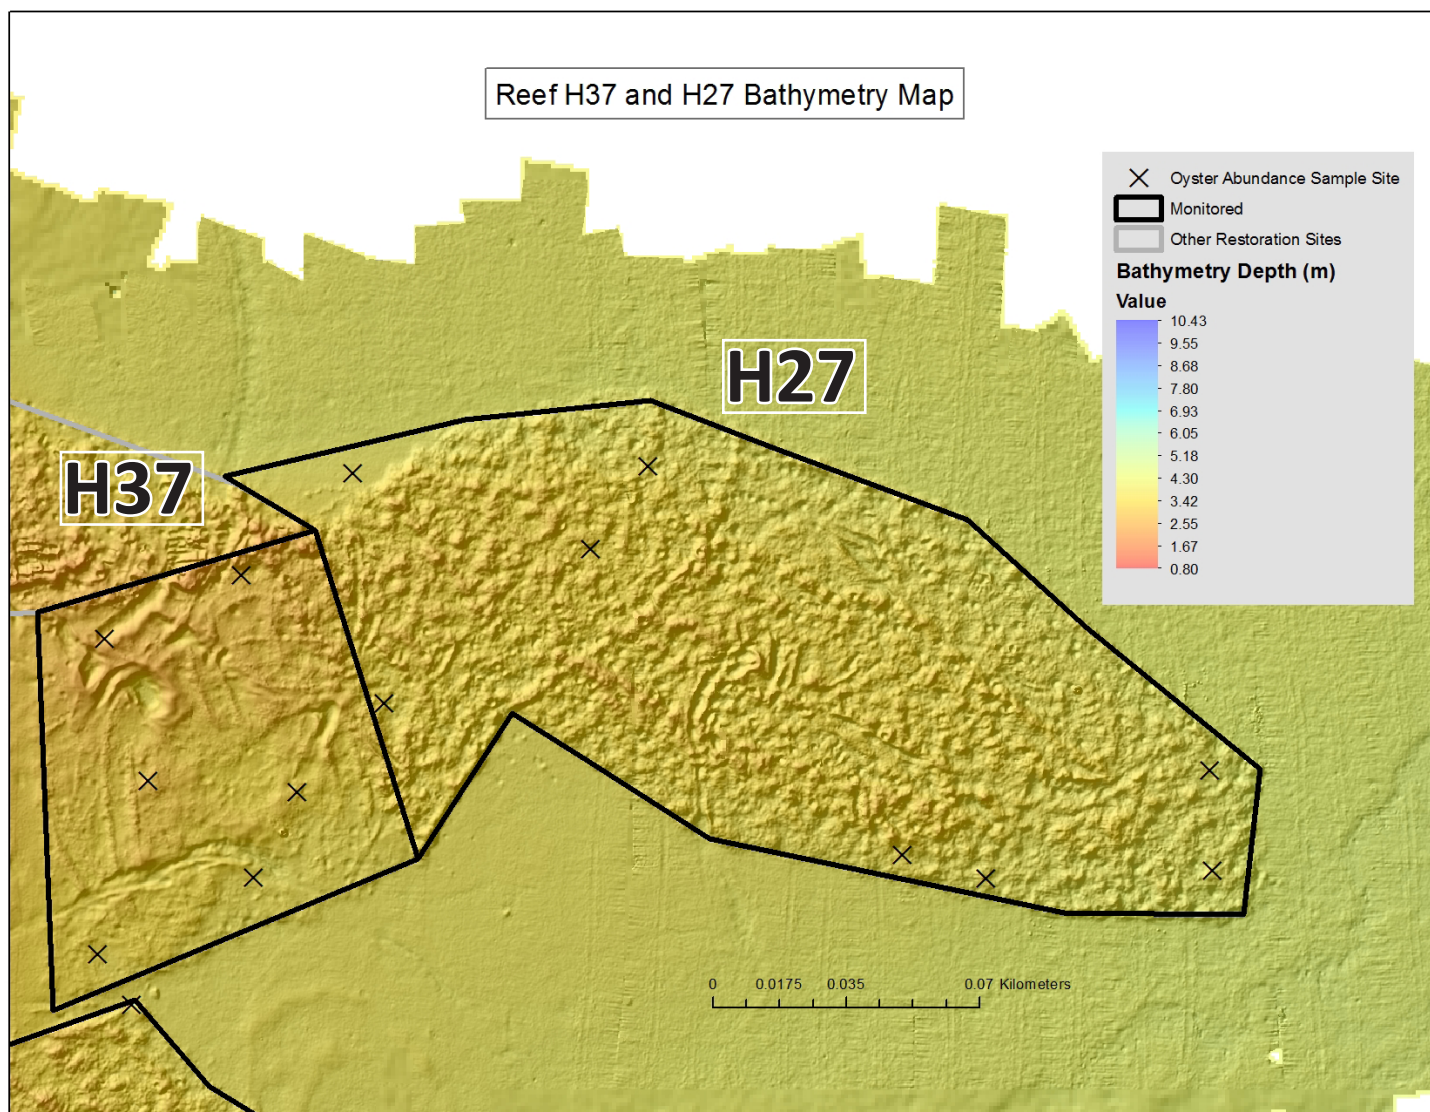 Reef H37 and H27 Bathymetry Map
Oyster Abundance Sample Site
Monitored
Other Restoration Sites
Bathymetry Depth (m)
Value
10.43
9.55
8.68
7.80
6.93
6.05
5.18
4.30
3.42
2.55
1.67
0.80
H27
H37
0 0.0175 0.035 0.07 Kilometers